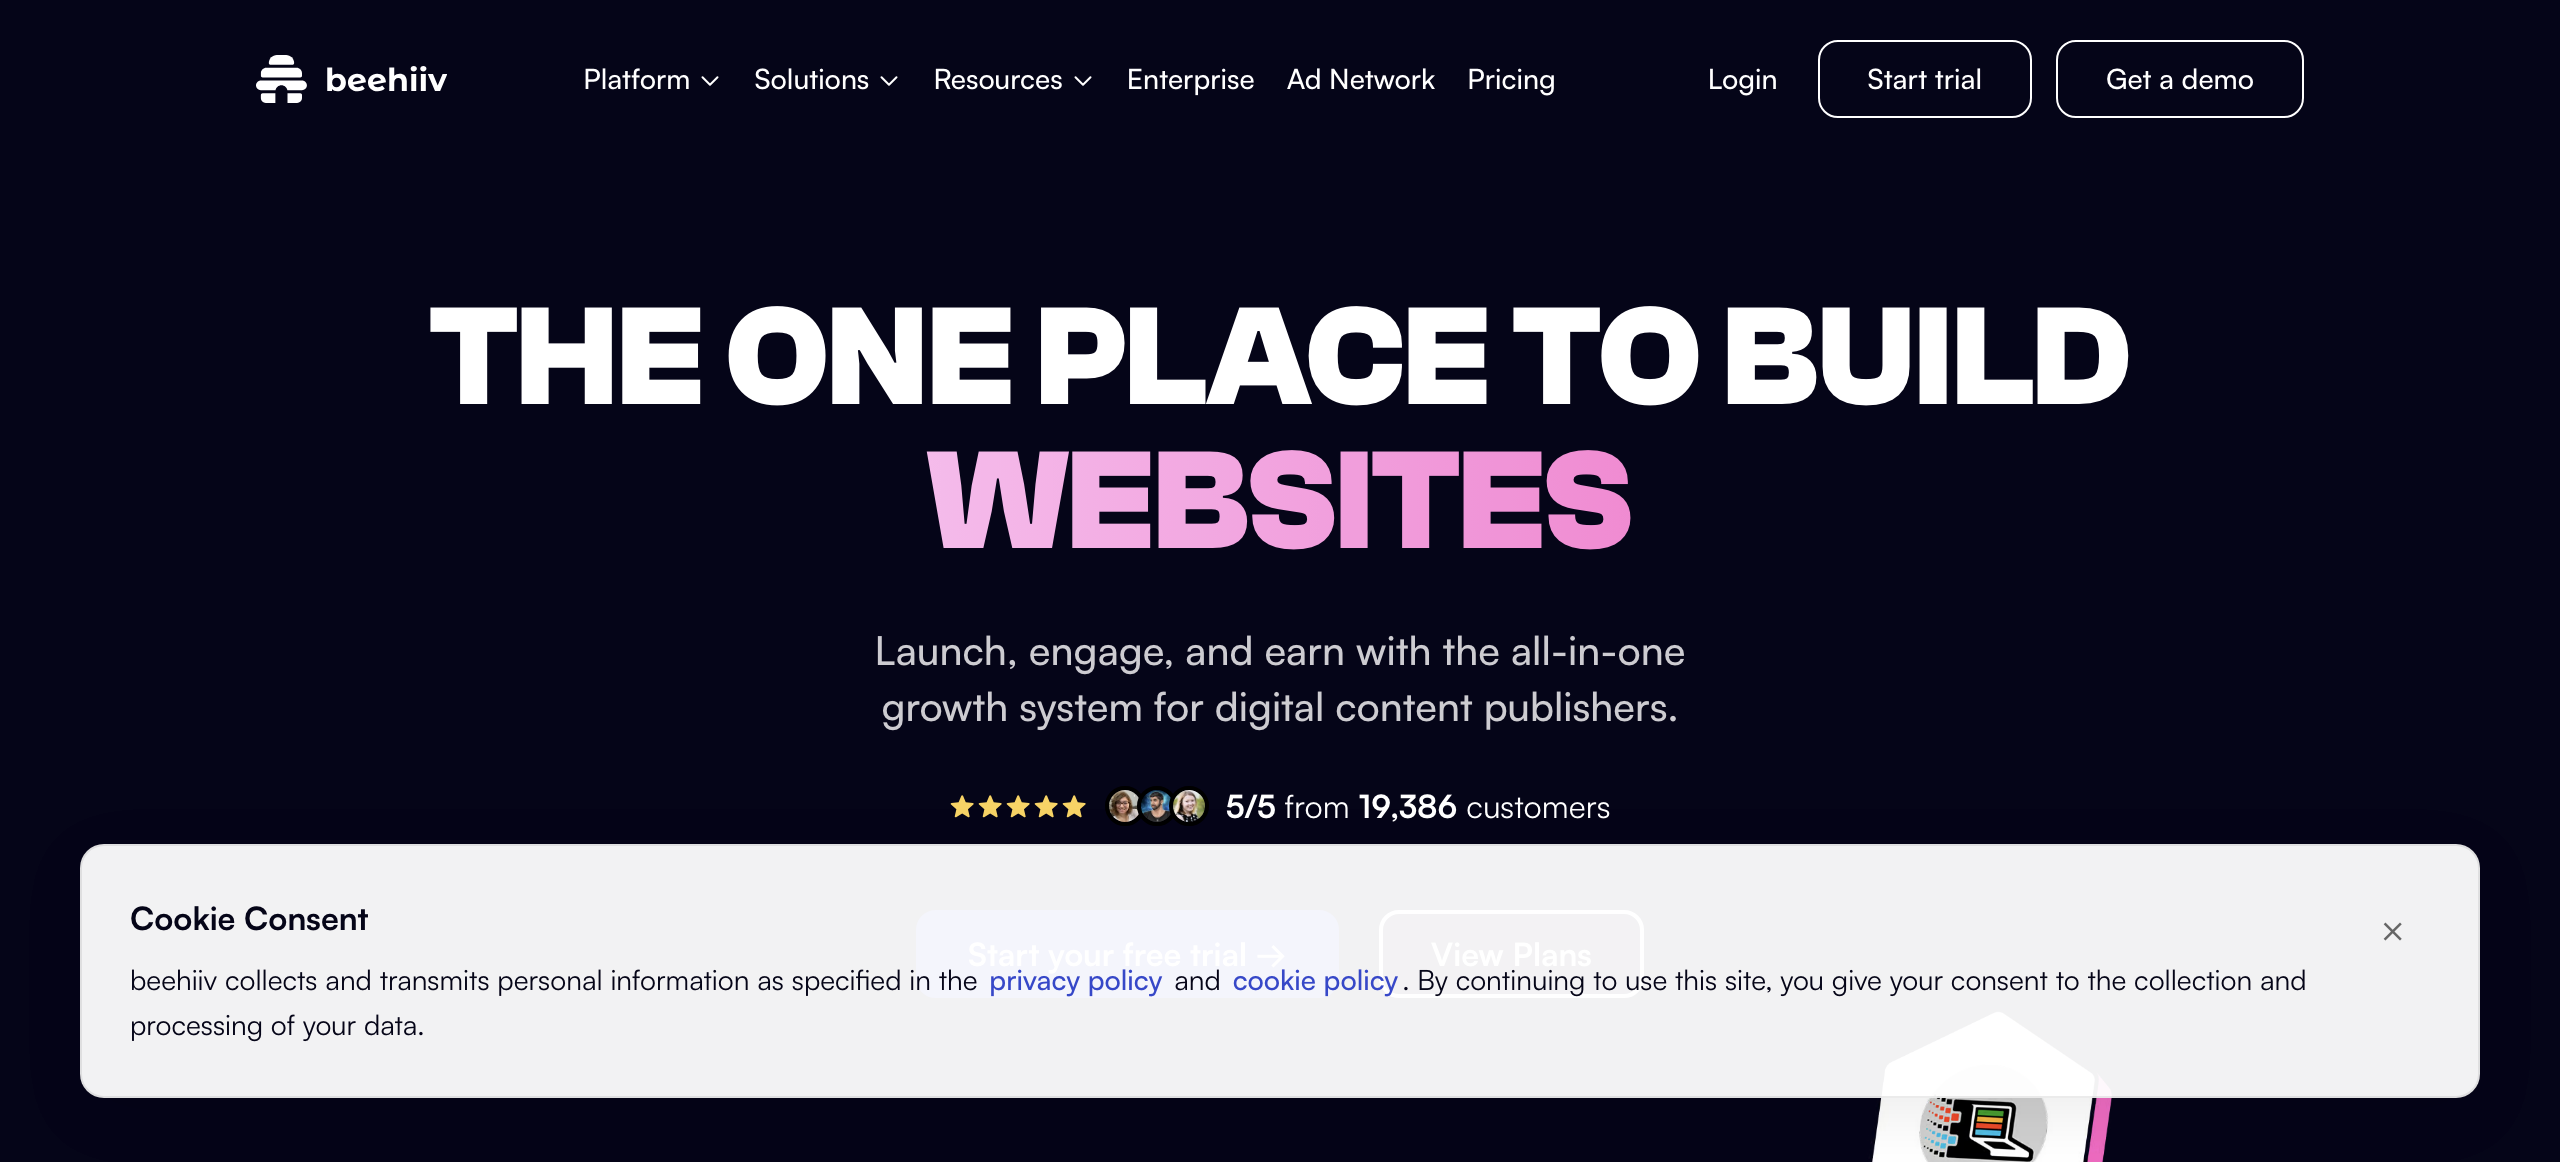 beehiiv
Platform Solutions Resources Enterprise Ad Network Pricing Login Start trial Get a demo
THE ONE PLACE TO BUILD
WEBSITES
Launch, engage, and earn with the all-in-one
growth system for digital content publishers.
5/5 from 19,386 customers
Cookie Consent
Start your free trial → View Plans
beehiiv collects and transmits personal information as specified in the privacy policy and cookie policy. By continuing to use this site, you give your consent to the collection and
processing of your data.